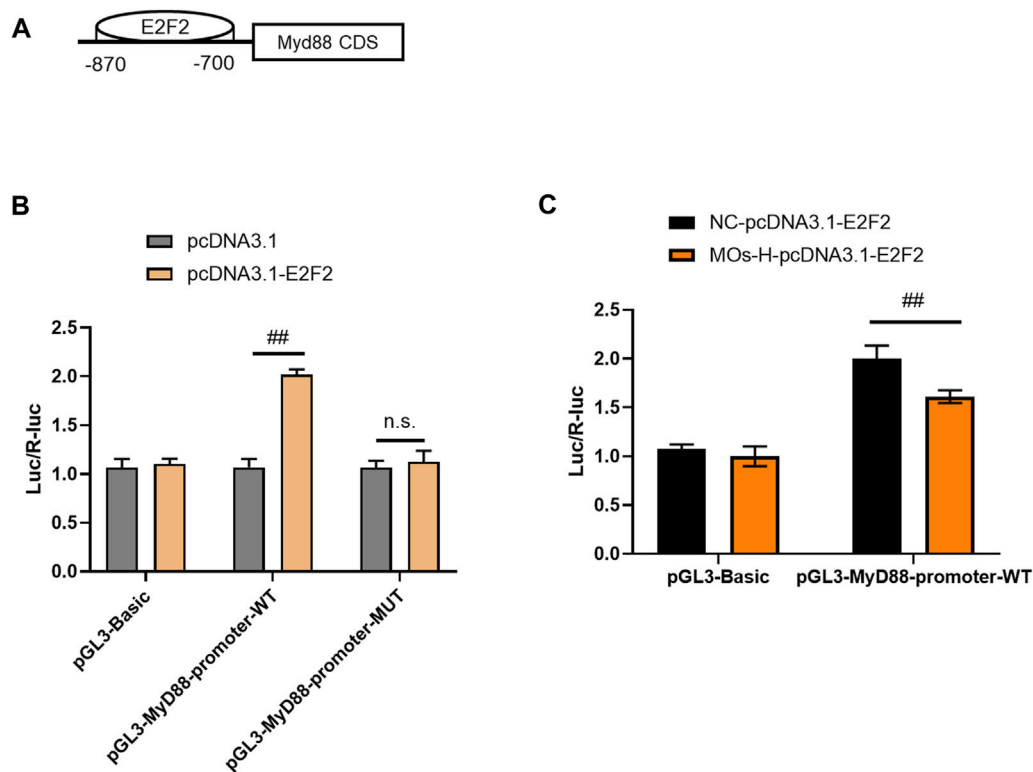 A
E2F2
Myd88 CDS
-870
-700
B
pcDNA3.1
pcDNA3.1-E2F2
Luc/R-luc
2.5
2.0
1.5
1.0
0.5
0.0
##
n.s.
pGL3-Basic
pGL3-MyD88-promoter-WT
pGL3-MyD88-promoter-MUT
C
NC-pcDNA3.1-E2F2
MOs-H-pcDNA3.1-E2F2
Luc/R-luc
2.5
2.0
1.5
1.0
0.5
0.0
##
pGL3-Basic
pGL3-MyD88-promoter-WT